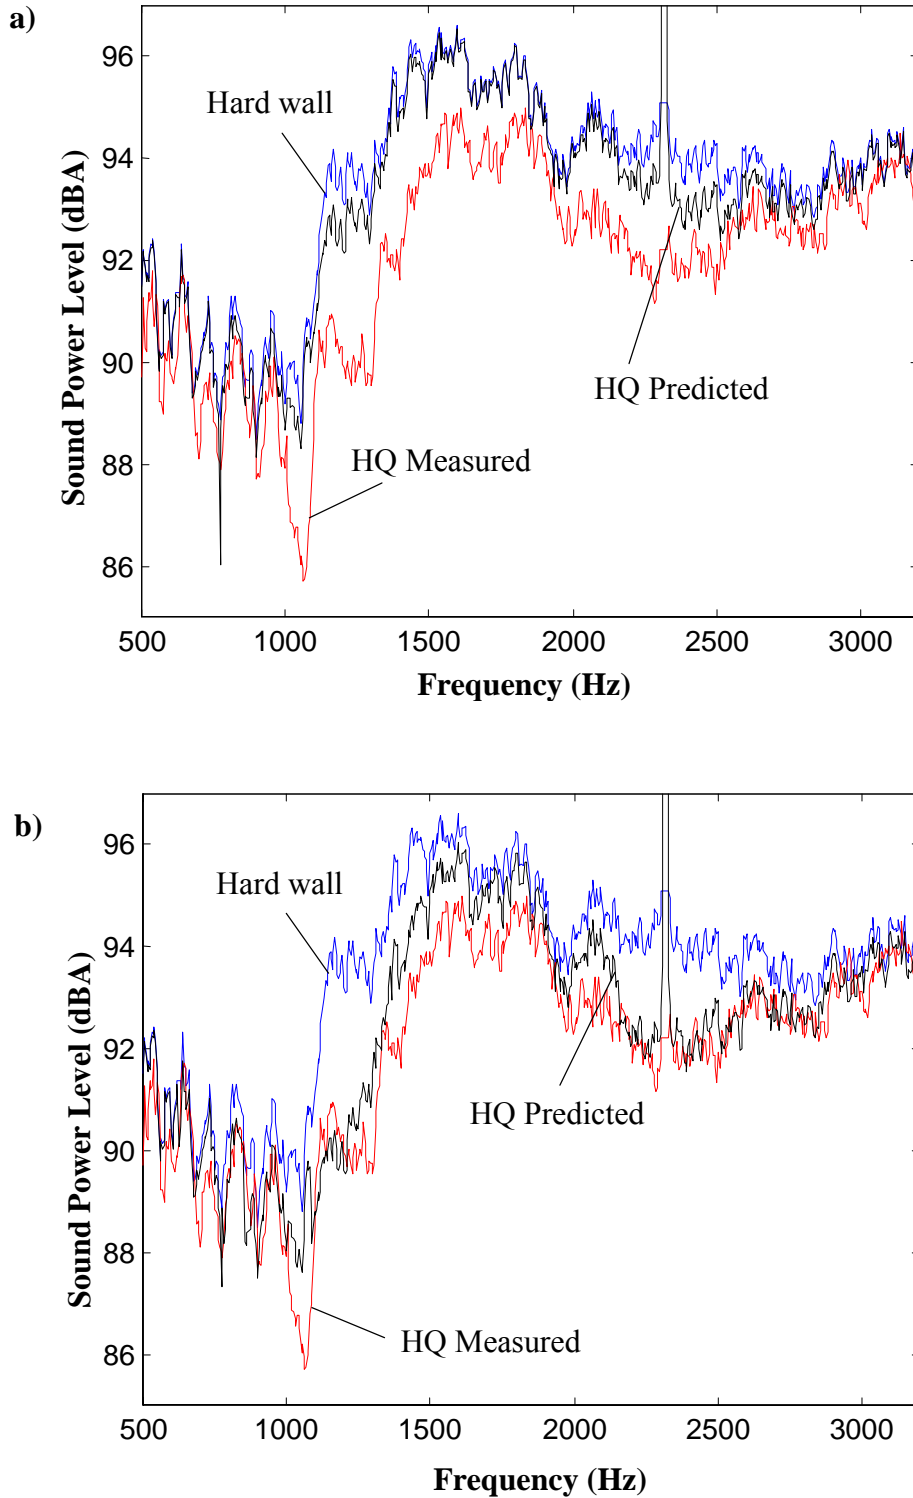 a)
96
94
92
90
88
86
Sound Power Level (dBA)
Hard wall
HQ Predicted
HQ Measured
500 1000 1500 2000 2500 3000
Frequency (Hz)
b)
96
94
92
90
88
86
Sound Power Level (dBA)
Hard wall
HQ Predicted
HQ Measured
500 1000 1500 2000 2500 3000
Frequency (Hz)